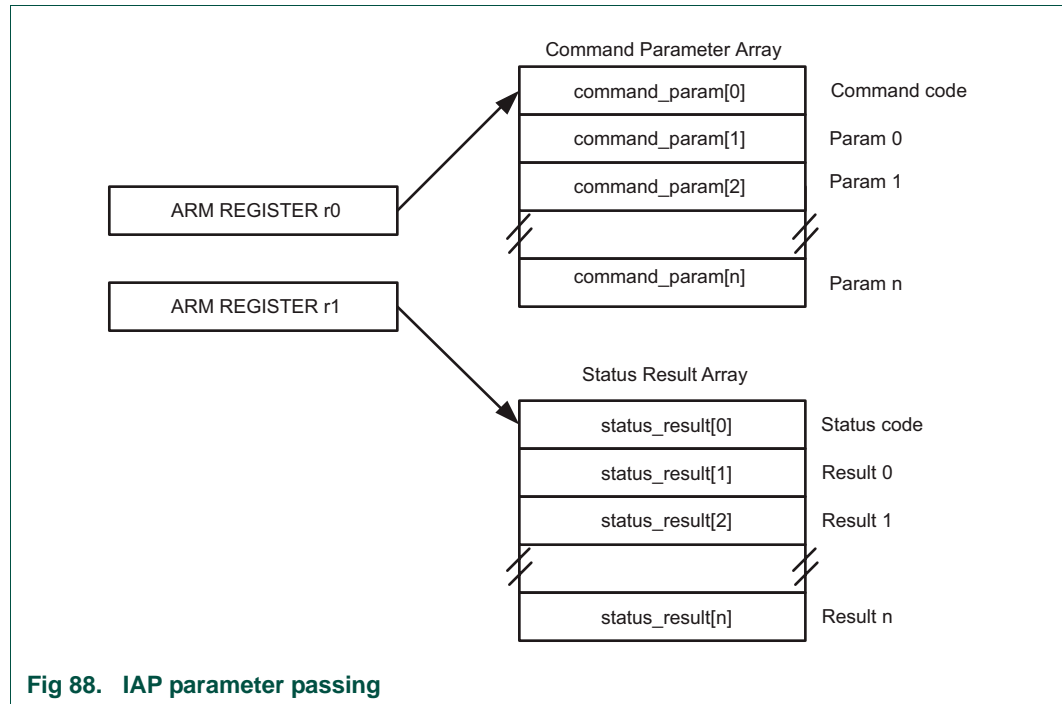 Command Parameter Array
command_param[0] Command code
command_param[1] Param 0
command_param[2] Param 1
ARM REGISTER r0
command_param[n] Param n
ARM REGISTER r1
Status Result Array
status_result[0] Status code
status_result[1] Result 0
status_result[2] Result 1
status_result[n] Result n
Fig 88. IAP parameter passing